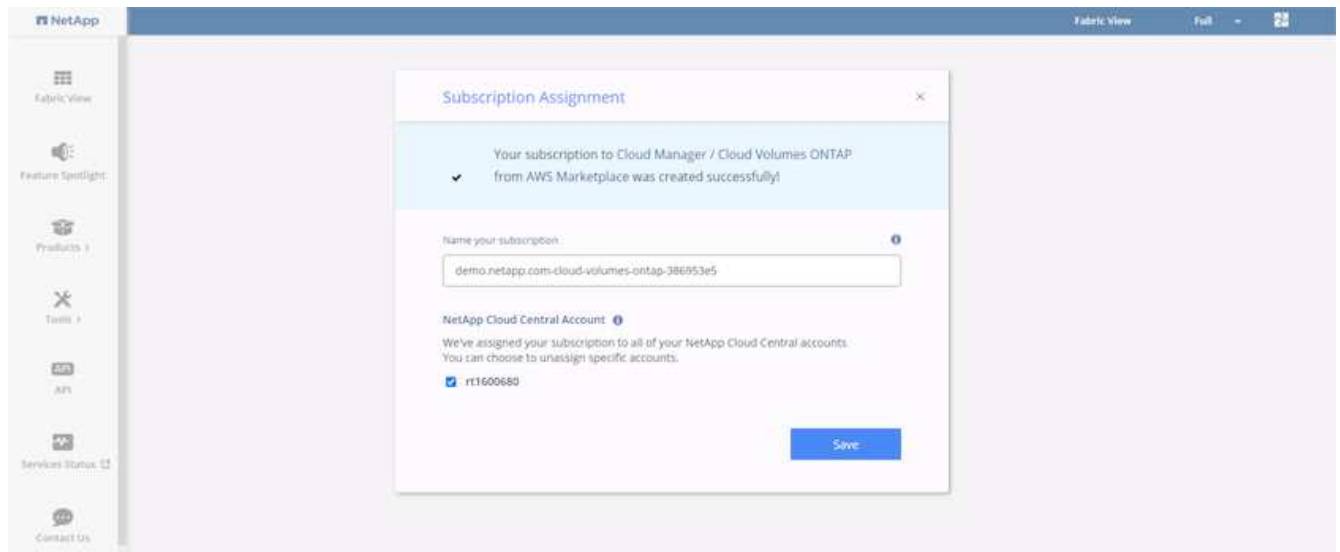 NetApp
Fabric View
Full
Fabric View
Feature Spotlight
Products
Tools
API
API
Services Status
Contact Us
Subscription Assignment
Your subscription to Cloud Manager / Cloud Volumes ONTAP
from AWS Marketplace was created successfully!
Name your subscription
demo.netapp.com-cloud-volumes-ontap-386953e5
NetApp Cloud Central Account
We've assigned your subscription to all of your NetApp Cloud Central accounts
You can choose to unassign specific accounts.
rt1600680
Save